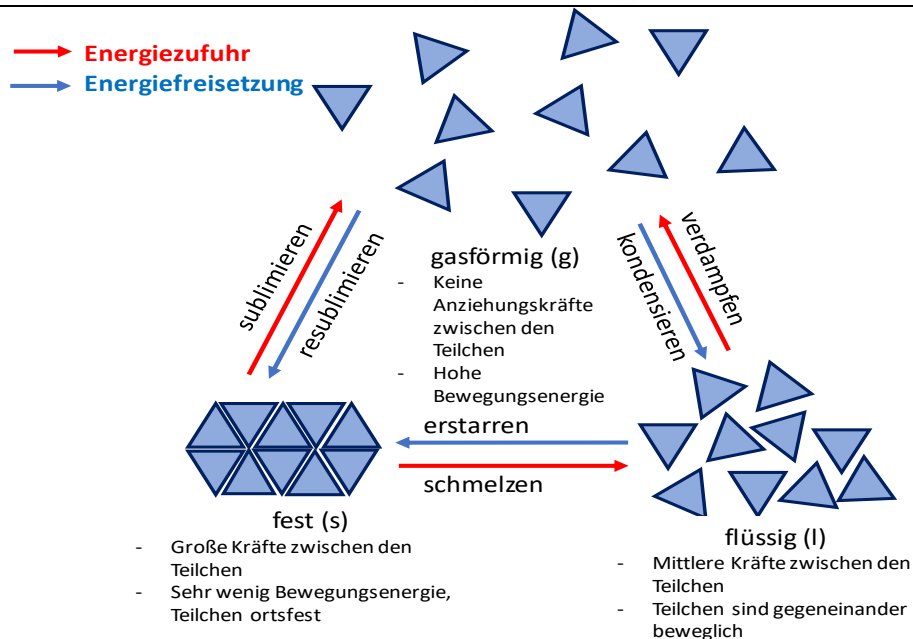 Energiezufuhr
Energiefreisetzung
sublimieren
resublimieren
kondensieren
verdampfen
gasförmig (g)
- Keine
Anziehungskräfte
zwischen den
Teilchen
- Hohe
Bewegungsenergie
erstarren
schmelzen
fest (s)
- Große Kräfte zwischen den
Teilchen
- Sehr wenig Bewegungsenergie,
Teilchen ortsfest
flüssig (l)
- Mittlere Kräfte zwischen den
Teilchen
- Teilchen sind gegeneinander
beweglich